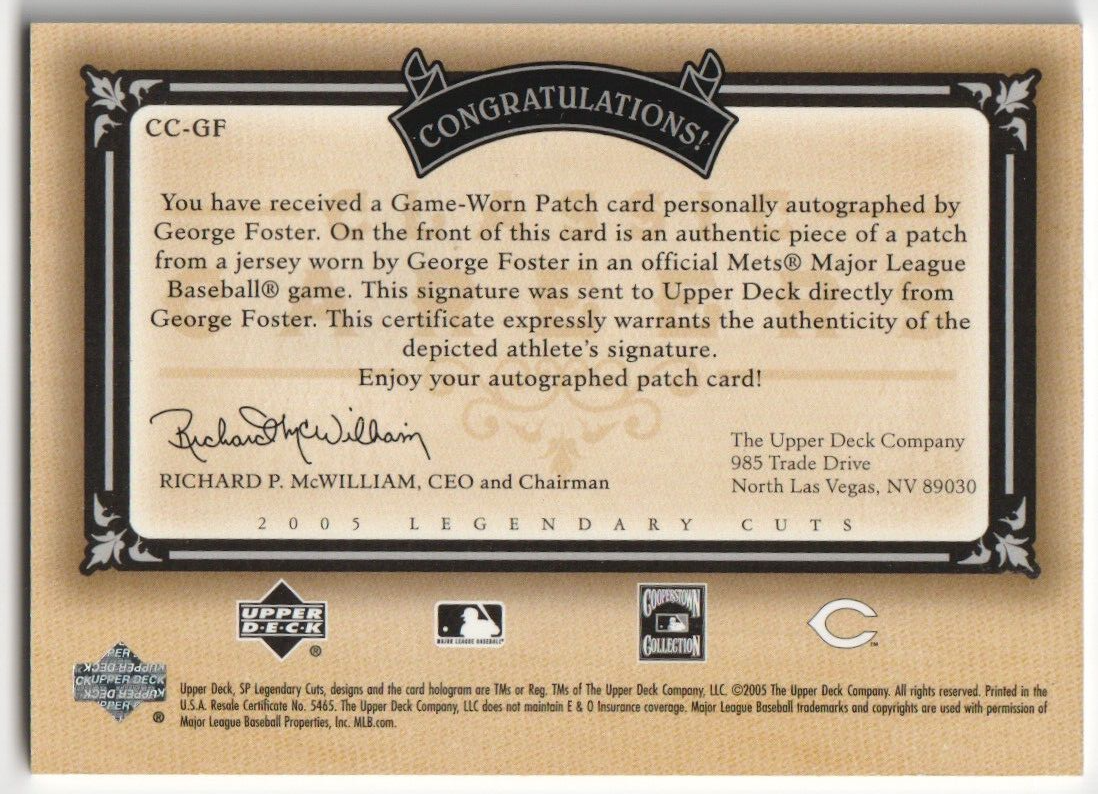 CONGRATULATIONS!
CC-GF
You have received a Game-Worn Patch card personally autographed by
George Foster. On the front of this card is an authentic piece of a patch
from a jersey worn by George Foster in an official Mets® Major League
Baseball® game. This signature was sent to Upper Deck directly from
George Foster. This certificate expressly warrants the authenticity of the
depicted athlete's signature.
Enjoy your autographed patch card!
Richard McWilliam
RICHARD P. McWILLIAM, CEO and Chairman
The Upper Deck Company
985 Trade Drive
North Las Vegas, NV 89030
2005 LEGENDARY CUTS
UPPER
D·E·C·K
®
MAJOR LEAGUE BASEBALL
COOPERSTOWN
COLLECTION
C
TM
UPPER DECK
®
Upper Deck, SP Legendary Cuts, designs and the card hologram are TMs or Reg. TMs of The Upper Deck Company, LLC. ©2005 The Upper Deck Company. All rights reserved. Printed in the
U.S.A. Resale Certificate No. 5465. The Upper Deck Company, LLC does not maintain E & O Insurance coverage. Major League Baseball trademarks and copyrights are used with permission of
Major League Baseball Properties, Inc. MLB.com.